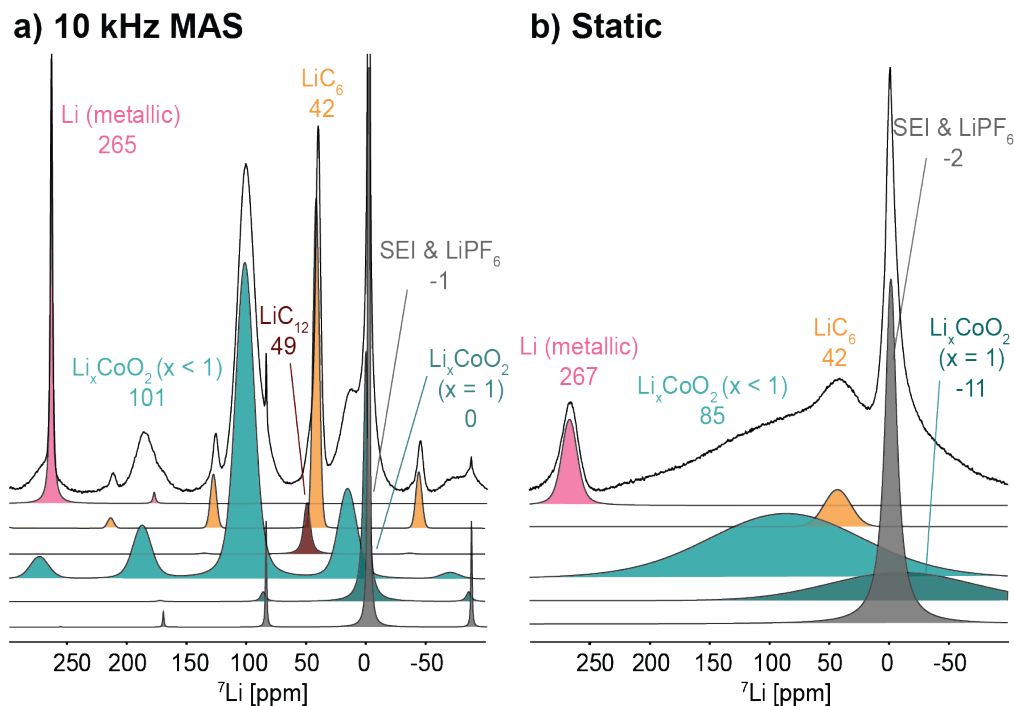 a) 10 kHz MAS
Li (metallic)
265
LiC₆
42
SEI & LiPF₆
-1
LiC₁₂
49
LiₓCoO₂ (x < 1)
101
LiₓCoO₂
(x = 1)
0
250 200 150 100 50 0 -50
⁷Li [ppm]
b) Static
SEI & LiPF₆
-2
Li (metallic)
267
LiC₆
42
LiₓCoO₂ (x < 1)
85
LiₓCoO₂
(x = 1)
-11
250 200 150 100 50 0 -50
⁷Li [ppm]